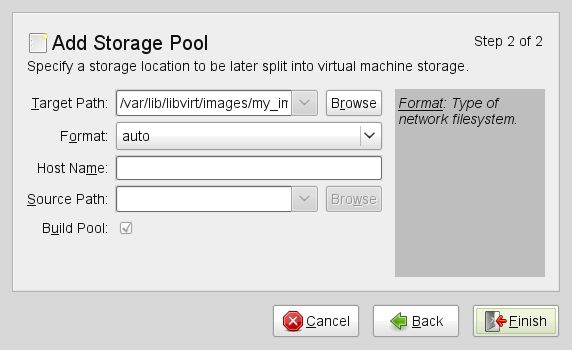 Add Storage Pool
Step 2 of 2
Specify a storage location to be later split into virtual machine storage.
Target Path: /var/lib/libvirt/images/my_im Browse
Format: auto
Host Name:
Source Path: Browse
Build Pool:
Format: Type of
network filesystem.
Cancel Back Finish